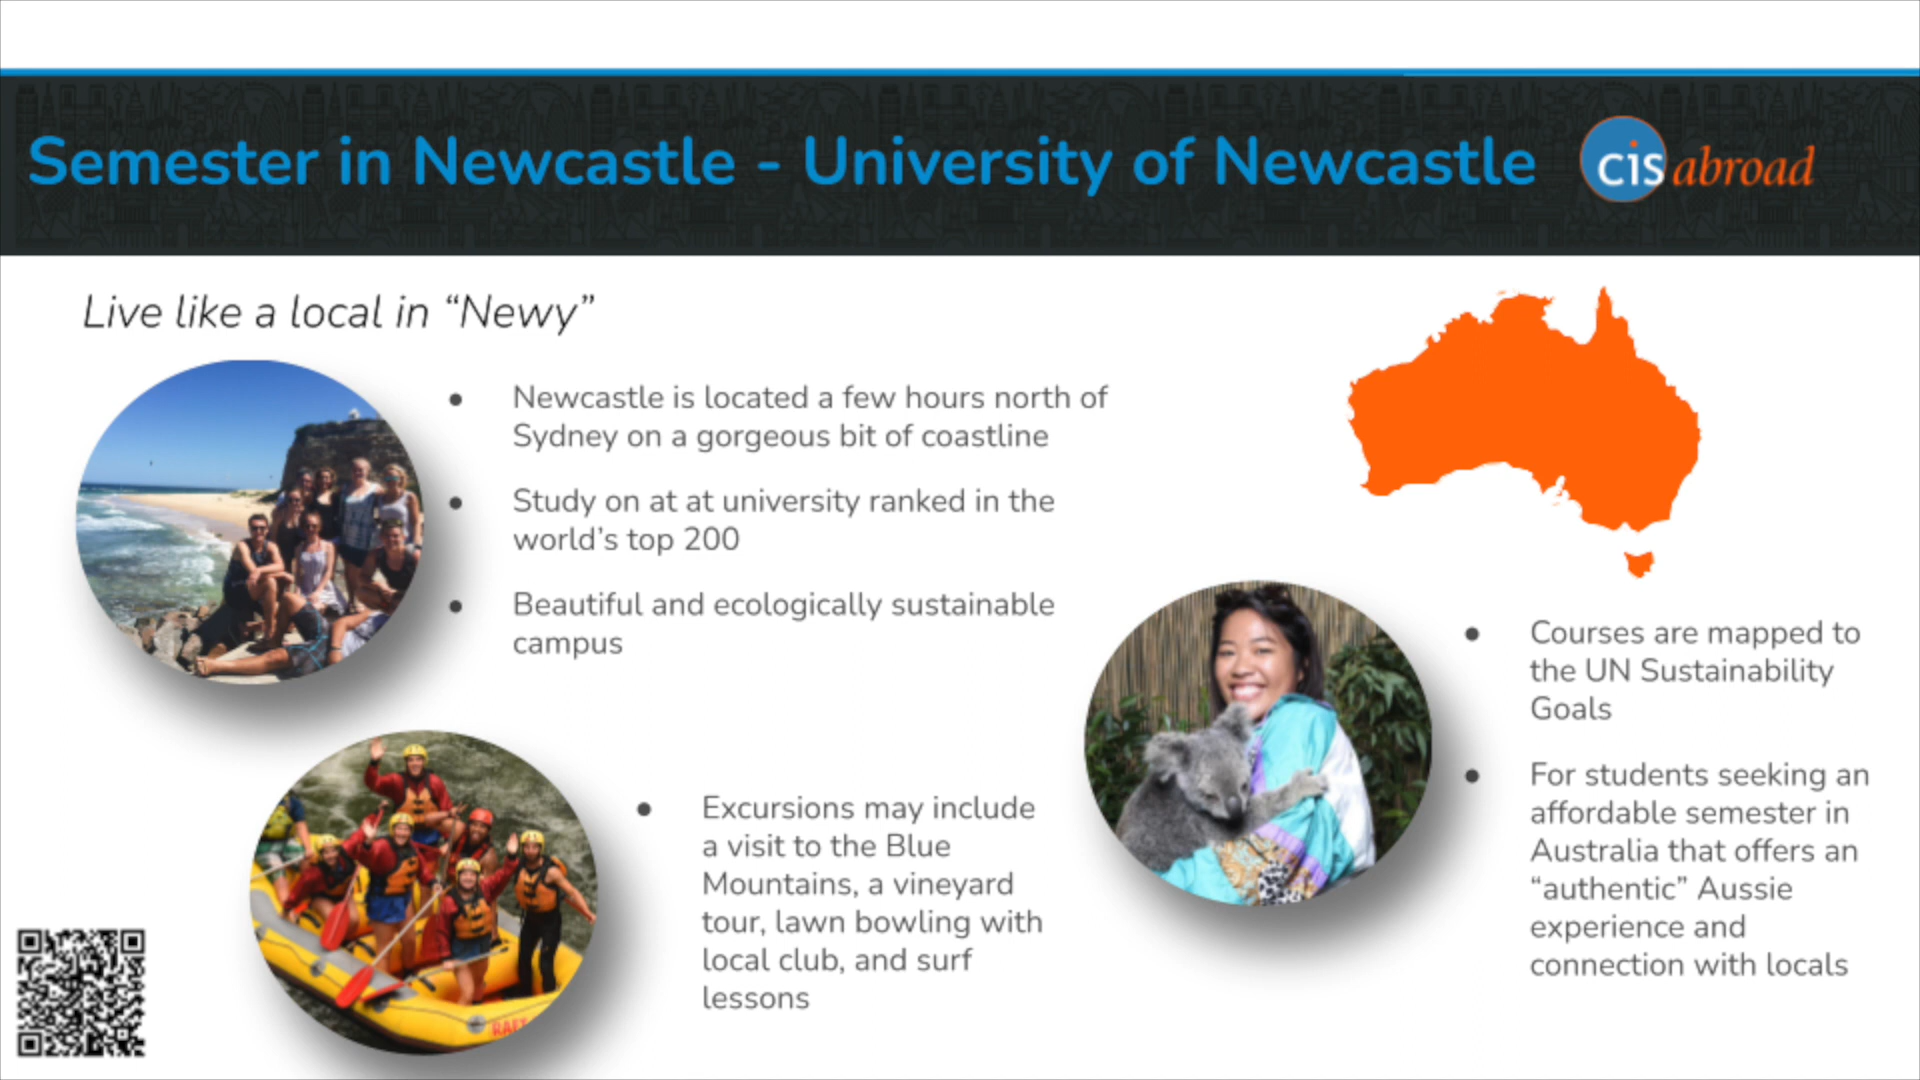 Semester in Newcastle - University of Newcastle
cis abroad
Live like a local in “Newy”
● Newcastle is located a few hours north of
Sydney on a gorgeous bit of coastline
● Study on at at university ranked in the
world’s top 200
● Beautiful and ecologically sustainable
campus
● Excursions may include
a visit to the Blue
Mountains, a vineyard
tour, lawn bowling with
local club, and surf
lessons
RAFT
● Courses are mapped to
the UN Sustainability
Goals
● For students seeking an
affordable semester in
Australia that offers an
“authentic” Aussie
experience and
connection with locals